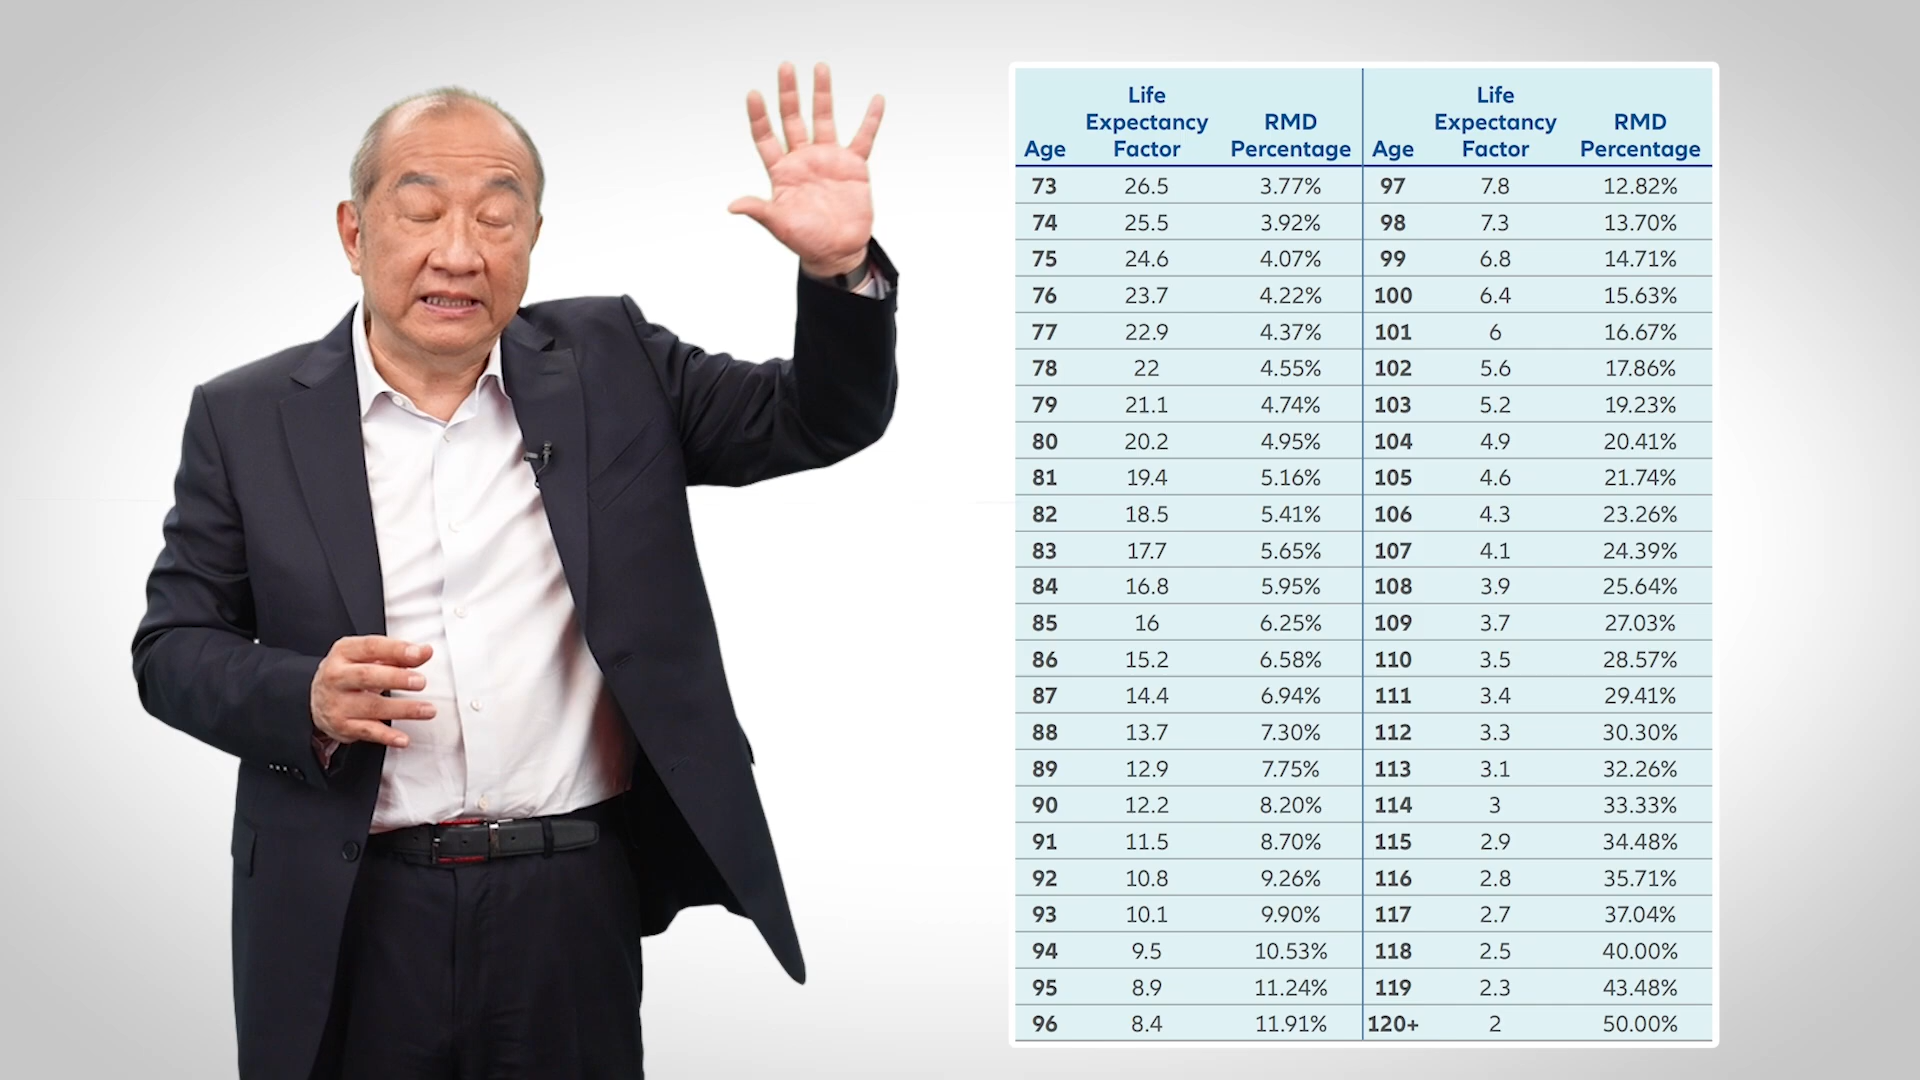 Age Life Expectancy Factor RMD Percentage Age Life Expectancy Factor RMD Percentage
73 26.5 3.77% 97 7.8 12.82%
74 25.5 3.92% 98 7.3 13.70%
75 24.6 4.07% 99 6.8 14.71%
76 23.7 4.22% 100 6.4 15.63%
77 22.9 4.37% 101 6 16.67%
78 22 4.55% 102 5.6 17.86%
79 21.1 4.74% 103 5.2 19.23%
80 20.2 4.95% 104 4.9 20.41%
81 19.4 5.16% 105 4.6 21.74%
82 18.5 5.41% 106 4.3 23.26%
83 17.7 5.65% 107 4.1 24.39%
84 16.8 5.95% 108 3.9 25.64%
85 16 6.25% 109 3.7 27.03%
86 15.2 6.58% 110 3.5 28.57%
87 14.4 6.94% 111 3.4 29.41%
88 13.7 7.30% 112 3.3 30.30%
89 12.9 7.75% 113 3.1 32.26%
90 12.2 8.20% 114 3 33.33%
91 11.5 8.70% 115 2.9 34.48%
92 10.8 9.26% 116 2.8 35.71%
93 10.1 9.90% 117 2.7 37.04%
94 9.5 10.53% 118 2.5 40.00%
95 8.9 11.24% 119 2.3 43.48%
96 8.4 11.91% 120+ 2 50.00%